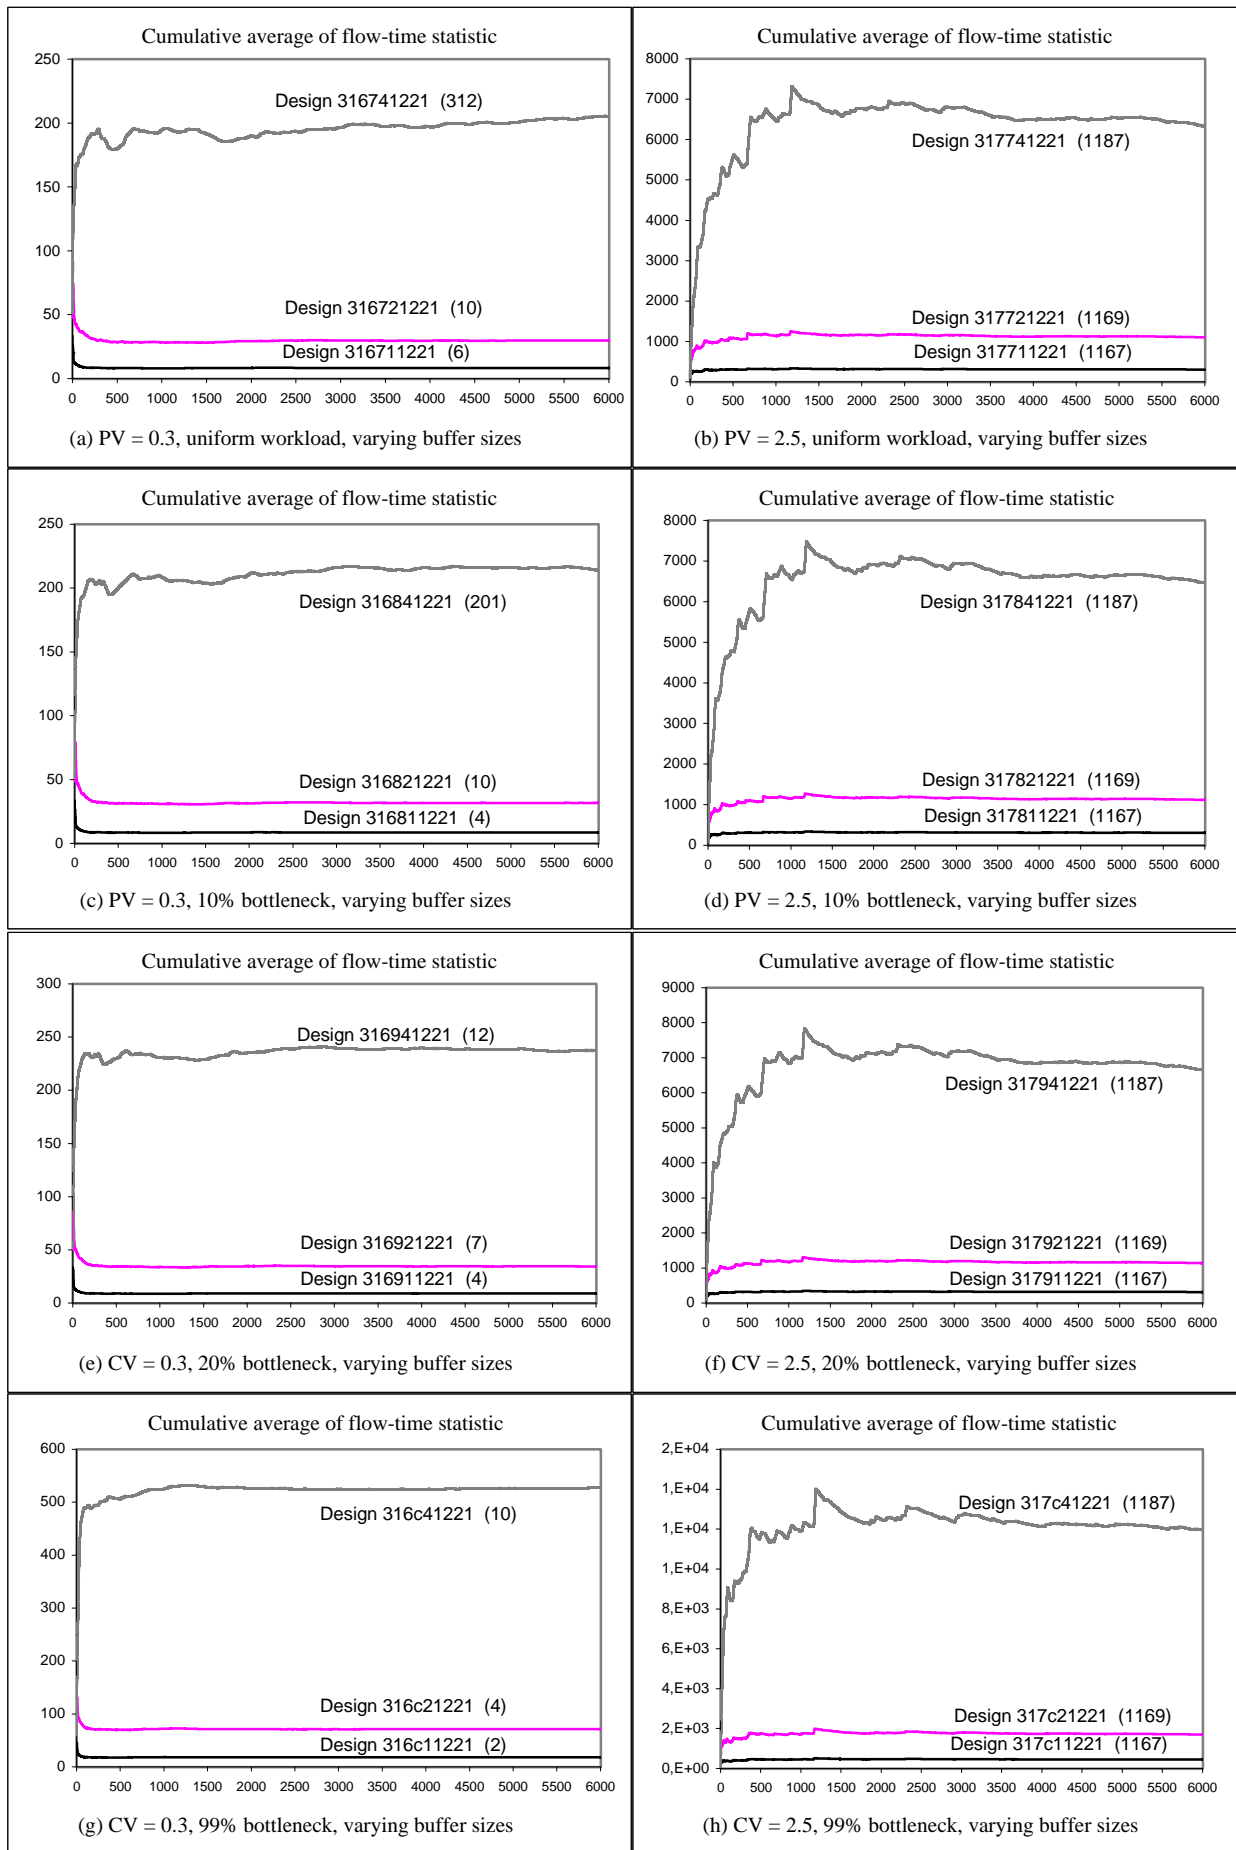 Cumulative average of flow-time statistic
250
200
150
100
50
0
Design 316741221 (312)
Design 316721221 (10)
Design 316711221 (6)
0 500 1000 1500 2000 2500 3000 3500 4000 4500 5000 5500 6000
(a) PV = 0.3, uniform workload, varying buffer sizes
Cumulative average of flow-time statistic
8000
7000
6000
5000
4000
3000
2000
1000
0
Design 317741221 (1187)
Design 317721221 (1169)
Design 317711221 (1167)
0 500 1000 1500 2000 2500 3000 3500 4000 4500 5000 5500 6000
(b) PV = 2.5, uniform workload, varying buffer sizes
Cumulative average of flow-time statistic
250
200
150
100
50
0
Design 316841221 (201)
Design 316821221 (10)
Design 316811221 (4)
0 500 1000 1500 2000 2500 3000 3500 4000 4500 5000 5500 6000
(c) PV = 0.3, 10% bottleneck, varying buffer sizes
Cumulative average of flow-time statistic
8000
7000
6000
5000
4000
3000
2000
1000
0
Design 317841221 (1187)
Design 317821221 (1169)
Design 317811221 (1167)
0 500 1000 1500 2000 2500 3000 3500 4000 4500 5000 5500 6000
(d) PV = 2.5, 10% bottleneck, varying buffer sizes
Cumulative average of flow-time statistic
300
250
200
150
100
50
0
Design 316941221 (12)
Design 316921221 (7)
Design 316911221 (4)
0 500 1000 1500 2000 2500 3000 3500 4000 4500 5000 5500 6000
(e) CV = 0.3, 20% bottleneck, varying buffer sizes
Cumulative average of flow-time statistic
9000
8000
7000
6000
5000
4000
3000
2000
1000
0
Design 317941221 (1187)
Design 317921221 (1169)
Design 317911221 (1167)
0 500 1000 1500 2000 2500 3000 3500 4000 4500 5000 5500 6000
(f) CV = 2.5, 20% bottleneck, varying buffer sizes
Cumulative average of flow-time statistic
600
500
400
300
200
100
0
Design 316c41221 (10)
Design 316c21221 (4)
Design 316c11221 (2)
0 500 1000 1500 2000 2500 3000 3500 4000 4500 5000 5500 6000
(g) CV = 0.3, 99% bottleneck, varying buffer sizes
Cumulative average of flow-time statistic
2,E+04
1,E+04
1,E+04
1,E+04
8,E+03
6,E+03
4,E+03
2,E+03
0,E+00
Design 317c41221 (1187)
Design 317c21221 (1169)
Design 317c11221 (1167)
0 500 1000 1500 2000 2500 3000 3500 4000 4500 5000 5500 6000
(h) CV = 2.5, 99% bottleneck, varying buffer sizes